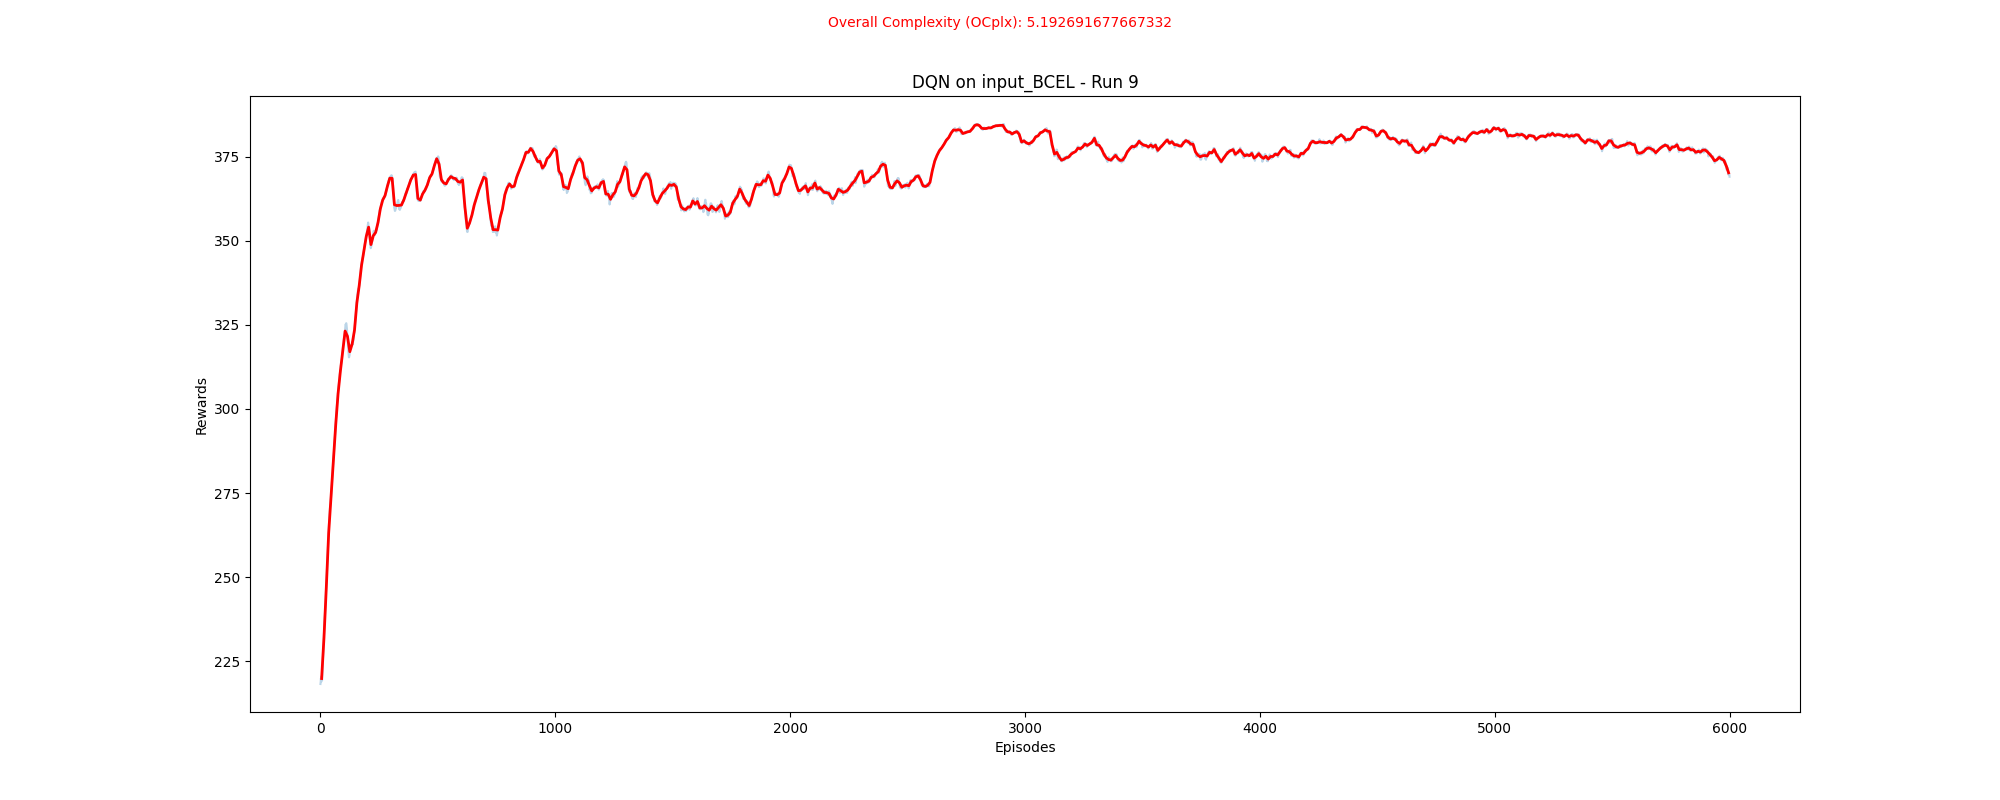 Overall Complexity (OCplx): 5.192691677667332
DQN on input_BCEL - Run 9
375
350
325
300
275
250
225
Rewards
0 1000 2000 3000 4000 5000 6000
Episodes